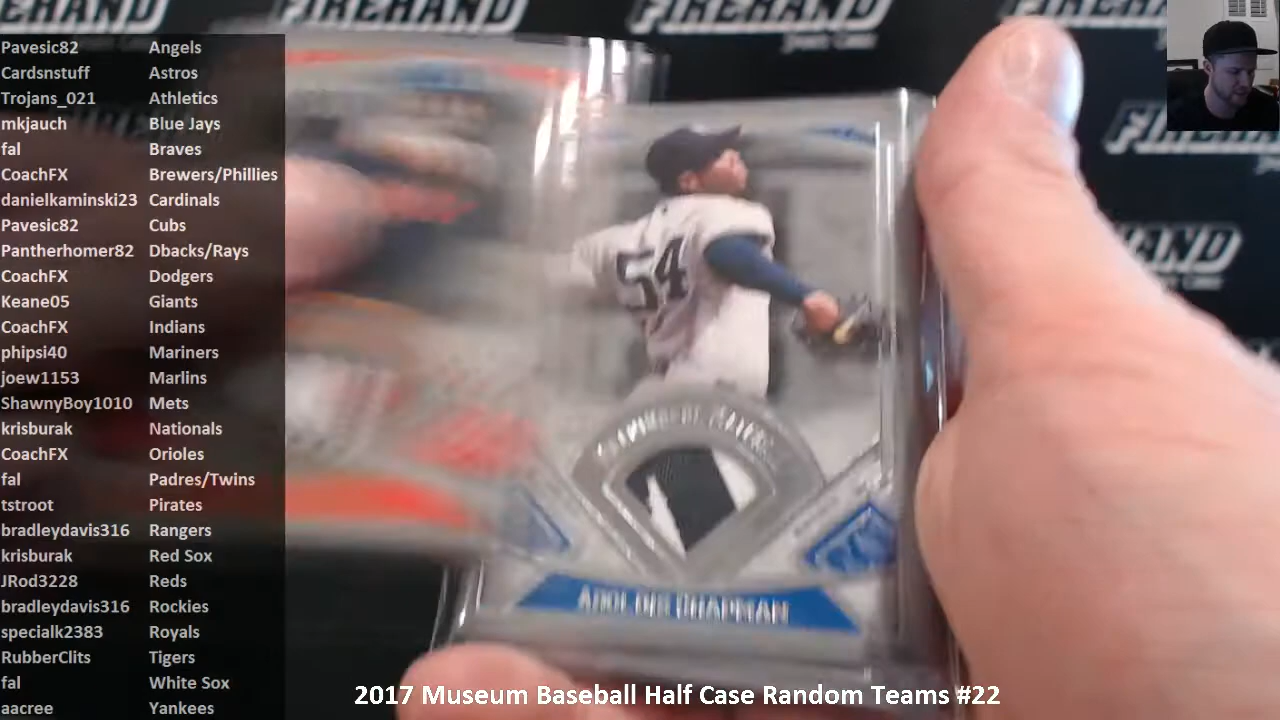 FIREHAND FIREHAND FIREHAND
Pavesic82 Angels
Cardsnstuff Astros
Trojans_021 Athletics
mkjauch Blue Jays
fal Braves
CoachFX Brewers/Phillies
danielkaminski23 Cardinals
Pavesic82 Cubs
Pantherhomer82 Dbacks/Rays
CoachFX Dodgers
Keane05 Giants
CoachFX Indians
phipsi40 Mariners
joew1153 Marlins
ShawnyBoy1010 Mets
krisburak Nationals
CoachFX Orioles
fal Padres/Twins
tstroot Pirates
bradleydavis316 Rangers
krisburak Red Sox
JRod3228 Reds
bradleydavis316 Rockies
specialk2383 Royals
RubberClits Tigers
fal White Sox
aacree Yankees
54
CHAPMAN
2017 Museum Baseball Half Case Random Teams #22